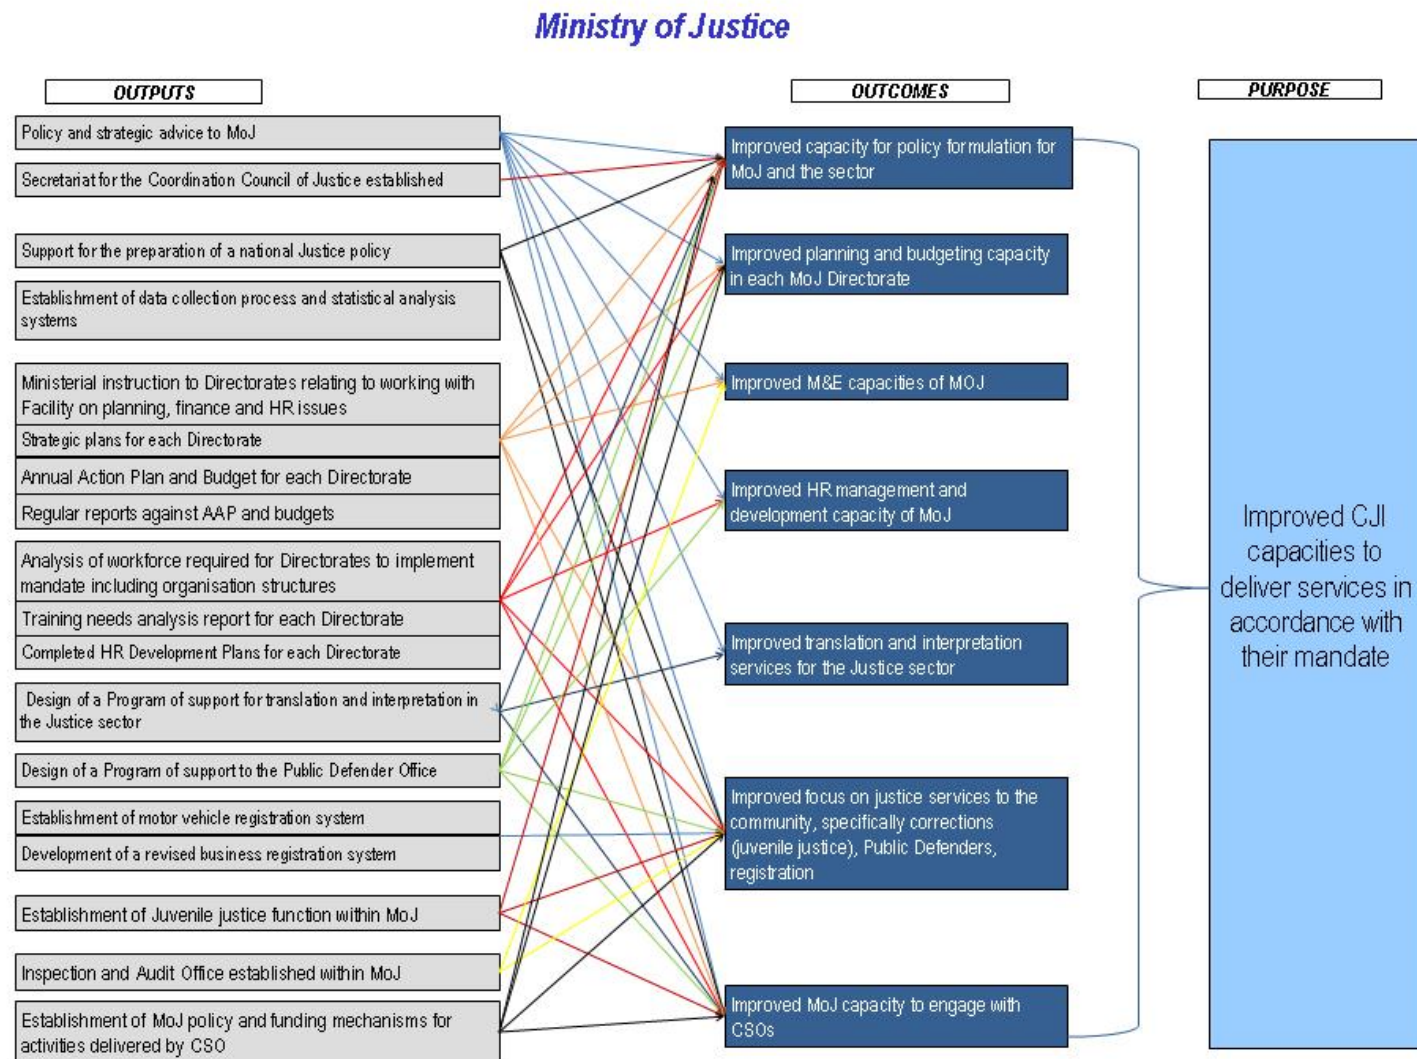 Ministry of Justice
OUTPUTS
Policy and strategic advice to MoJ
Secretariat for the Coordination Council of Justice established
Support for the preparation of a national Justice policy
Establishment of data collection process and statistical analysis
systems
Ministerial instruction to Directorates relating to working with
Facility on planning, finance and HR issues
Strategic plans for each Directorate
Annual Action Plan and Budget for each Directorate
Regular reports against AAP and budgets
Analysis of workforce required for Directorates to implement
mandate including organisation structures
Training needs analysis report for each Directorate
Completed HR Development Plans for each Directorate
Design of a Program of support for translation and interpretation in
the Justice sector
Design of a Program of support to the Public Defender Office
Establishment of motor vehicle registration system
Development of a revised business registration system
Establishment of Juvenile justice function within MoJ
Inspection and Audit Office established within MoJ
Establishment of MoJ policy and funding mechanisms for
activities delivered by CSO
OUTCOMES
Improved capacity for policy formulation for
MoJ and the sector
Improved planning and budgeting capacity
in each MoJ Directorate
Improved M&E capacities of MOJ
Improved HR management and
development capacity of MoJ
Improved translation and interpretation
services for the Justice sector
Improved focus on justice services to the
community, specifically corrections
(juvenile justice), Public Defenders,
registration
Improved MoJ capacity to engage with
CSOs
PURPOSE
Improved CJI
capacities to
deliver services in
accordance with
their mandate